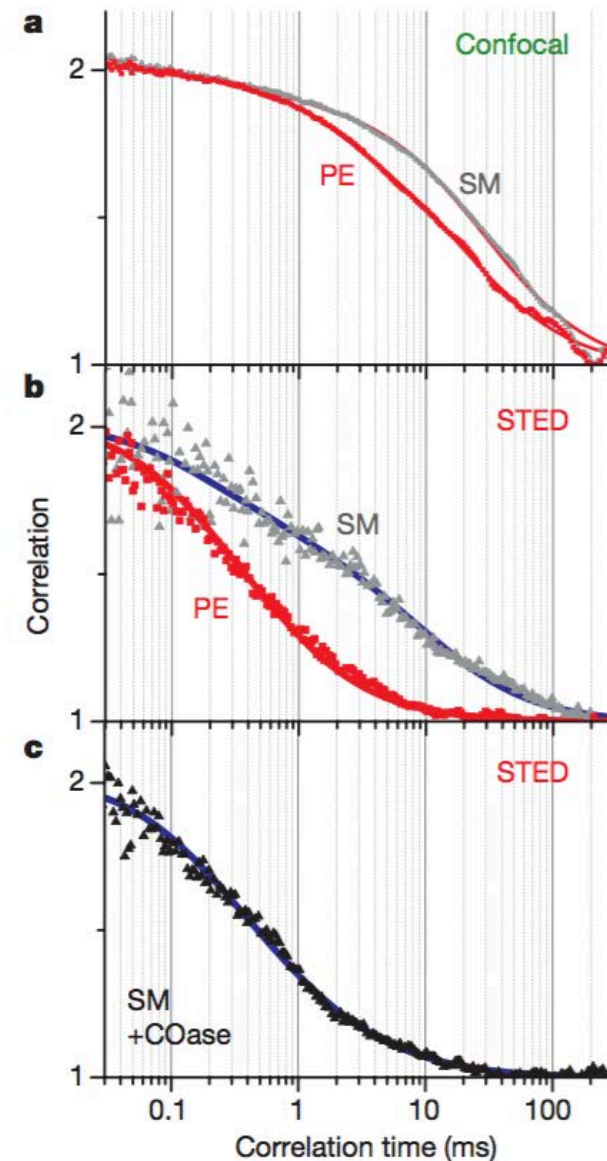 a
Confocal
2
PE
SM
1
b
STED
2
SM
PE
1
Correlation
c
STED
2
SM
+COase
1
0.1 1 10 100
Correlation time (ms)